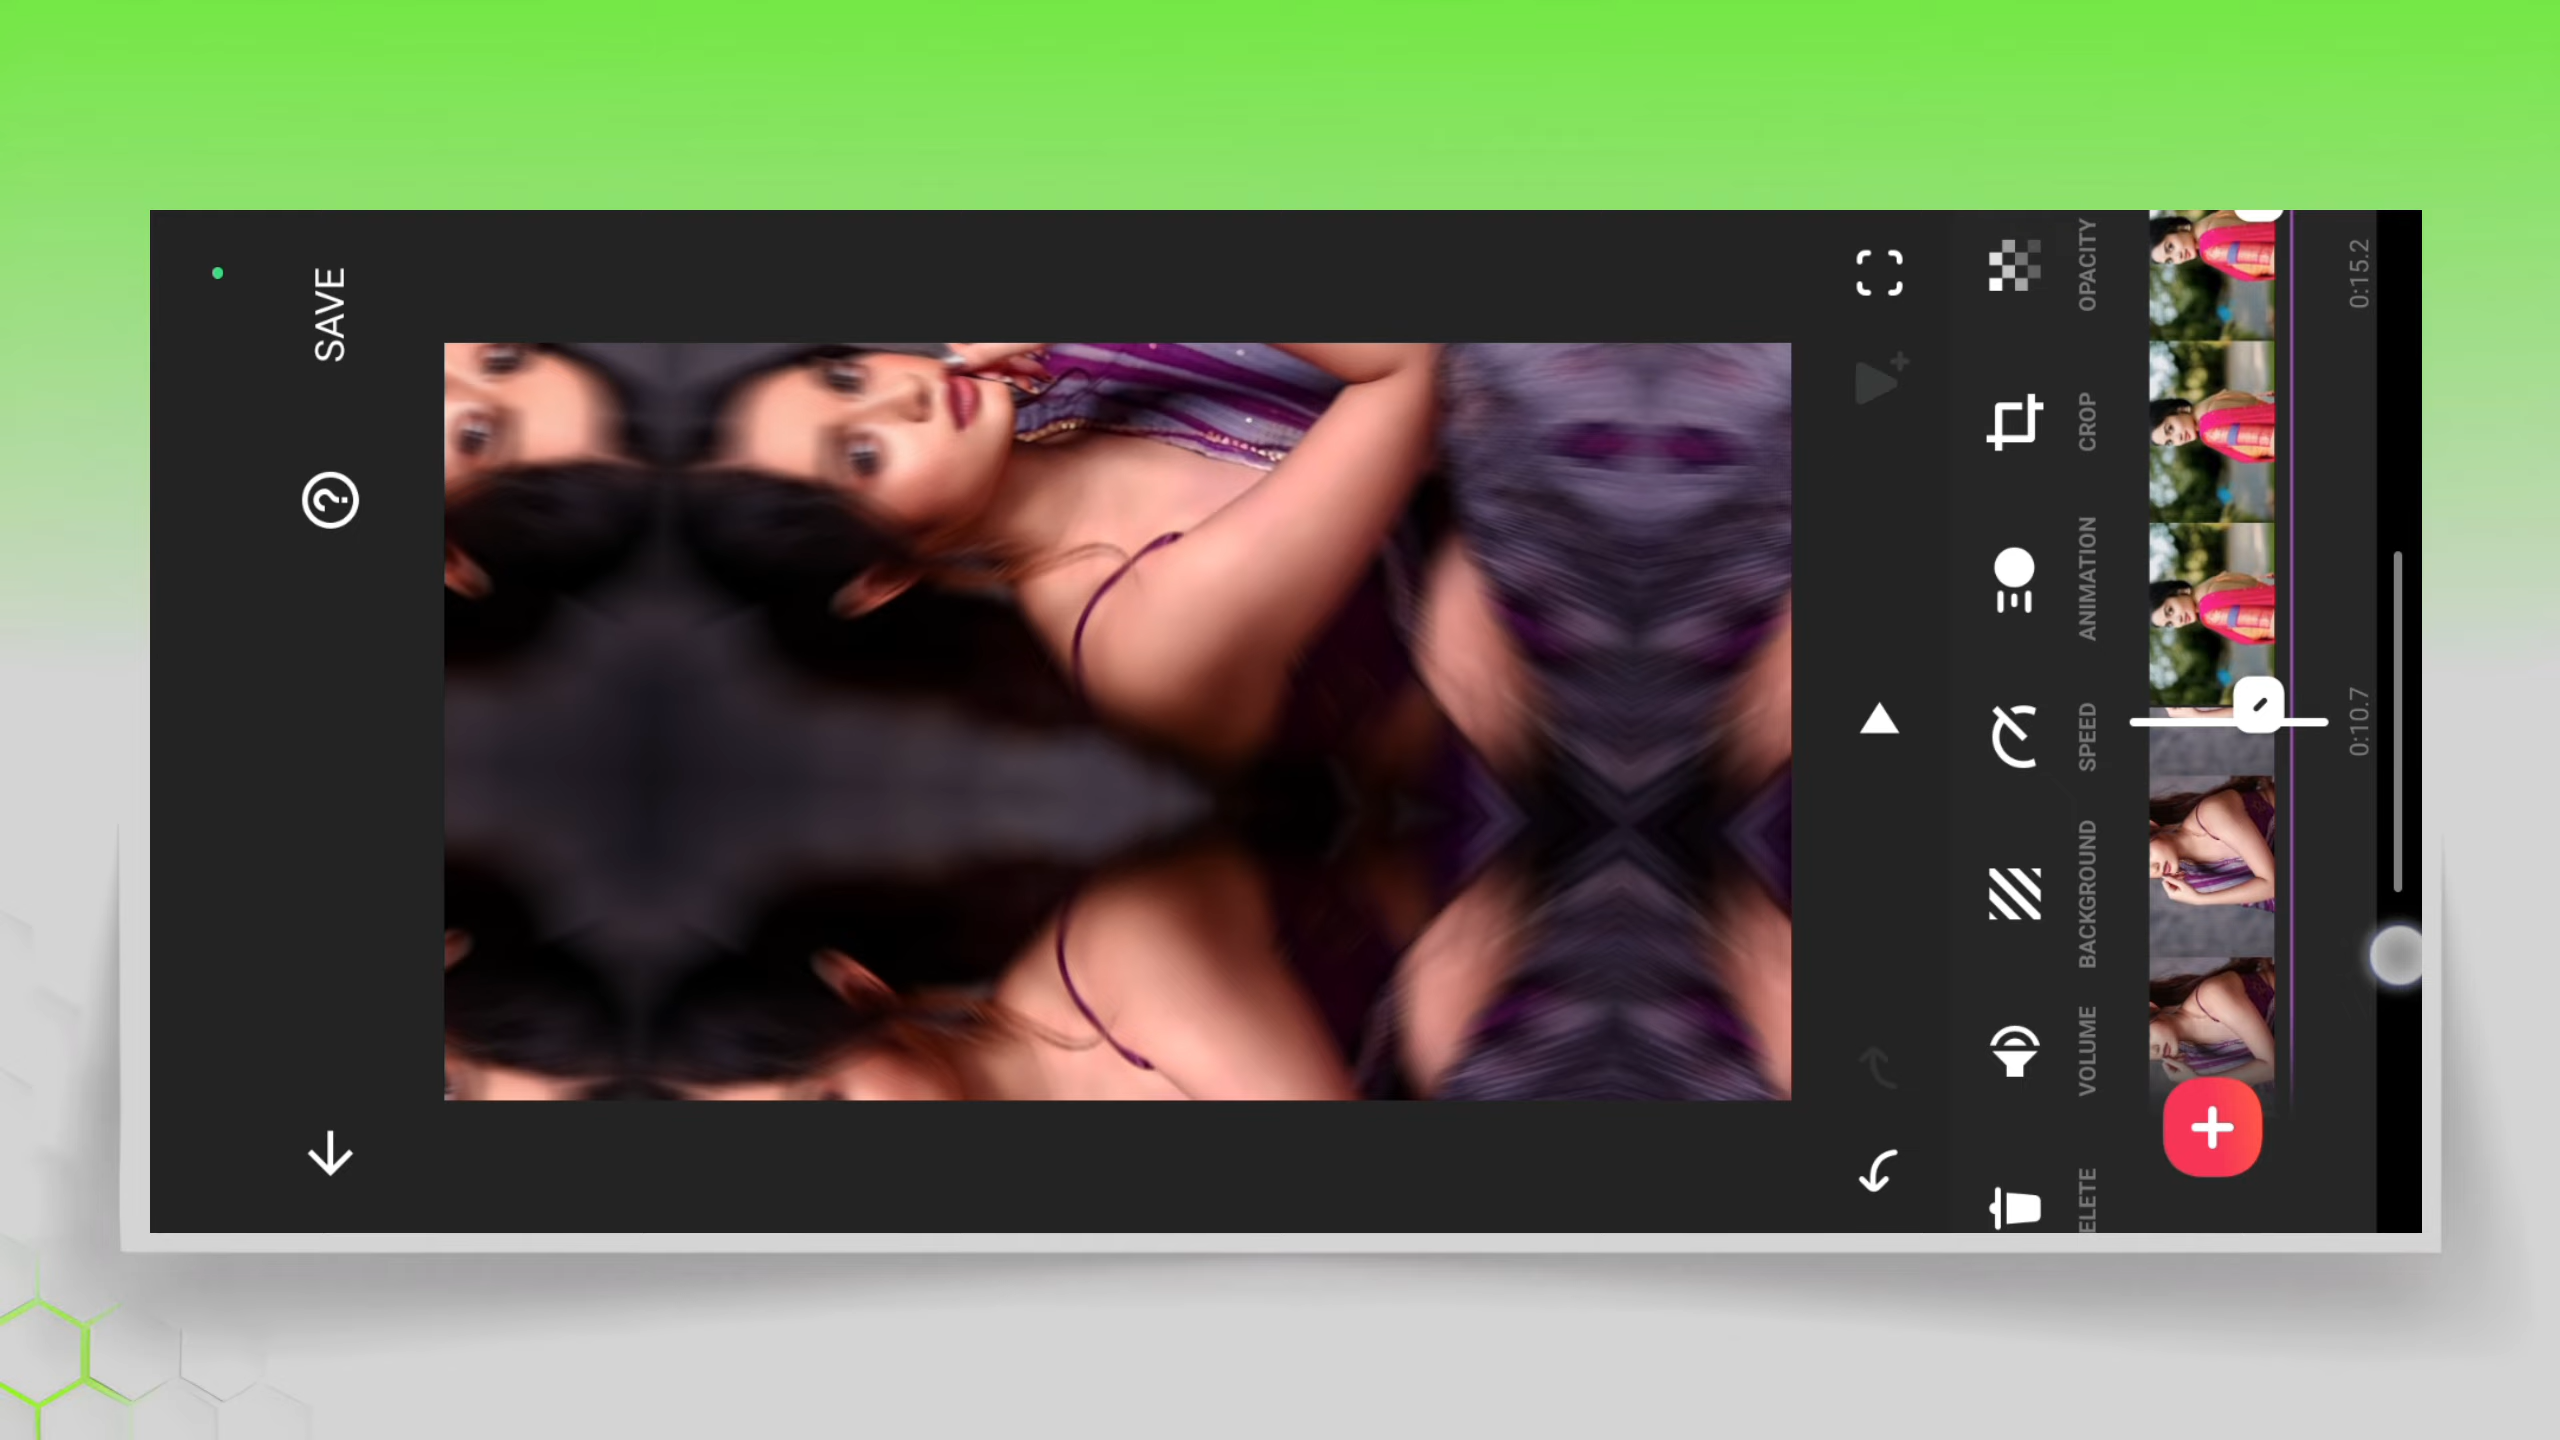 SAVE
OPACITY
CROP
ANIMATION
SPEED
BACKGROUND
VOLUME
ELETE
0:15.2
0:10.7